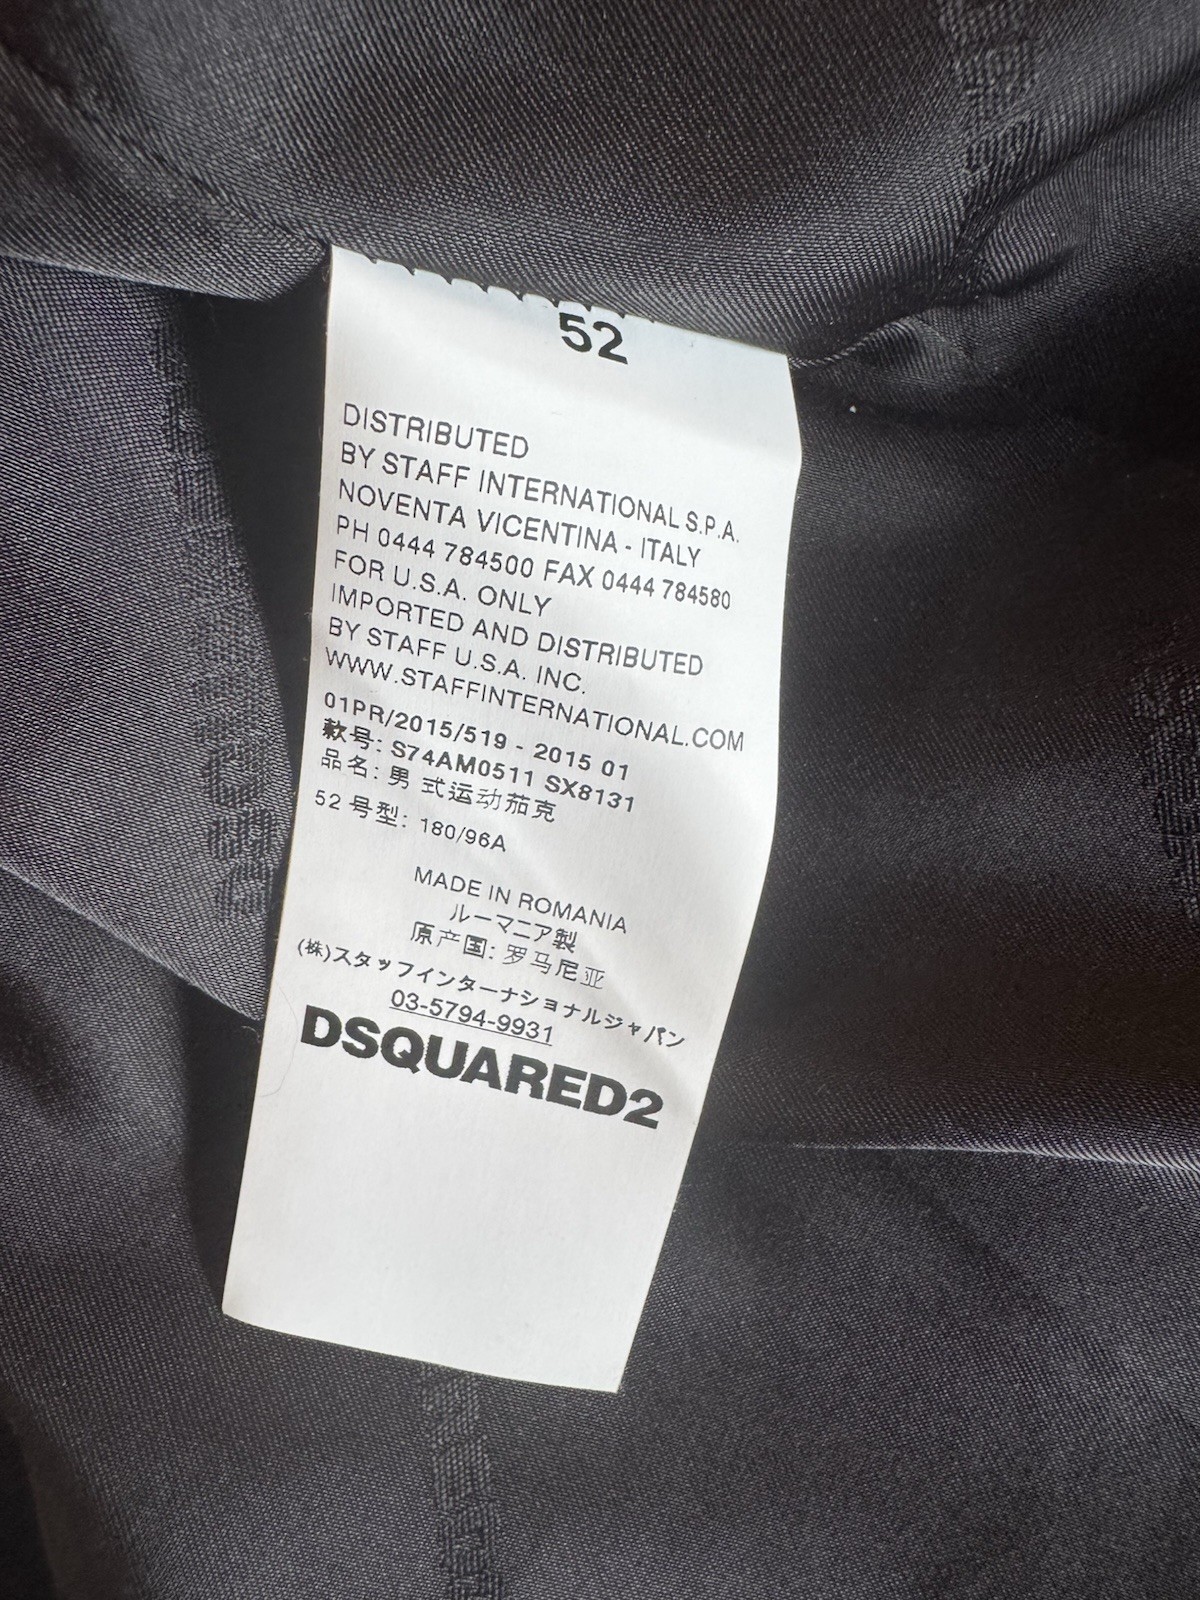 52
DISTRIBUTED
BY STAFF INTERNATIONAL S.P.A.
NOVENTA VICENTINA - ITALY
PH 0444 784500 FAX 0444 784580
FOR U.S.A. ONLY
IMPORTED AND DISTRIBUTED
BY STAFF U.S.A. INC.
WWW.STAFFINTERNATIONAL.COM
01PR/2015/519 - 2015 01
款号: S74AM0511 SX8131
品名: 男 式运动茄克
52 号型: 180/96A
MADE IN ROMANIA
ルーマニア製
原产国: 罗马尼亚
(株)スタッフインターナショナルジャパン
03-5794-9931
DSQUARED2